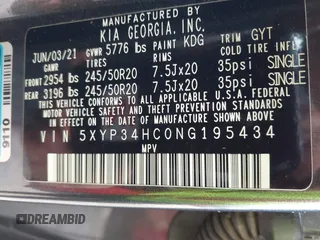 MANUFACTURED BY
KIA GEORGIA, INC.
JUN/03/21 GVWR 5776 lbs PAINT KDG TRIM GYT
TIRES RIMS COLD TIRE INFLATION
FRONT 2954 lbs 245/50R20 7.5Jx20 35psi SINGLE
REAR 3196 lbs 245/50R20 7.5Jx20 35psi SINGLE
THIS VEHICLE CONFORMS TO ALL APPLICABLE U.S.A. FEDERAL
MOTOR VEHICLE SAFETY, BUMPER, AND THEFT PREVENTION
STANDARDS IN EFFECT ON THE DATE OF MANUFACTURE SHOWN ABOVE.
VIN 5XYP34HC0NG195434
MPV
9110
DREAMBID